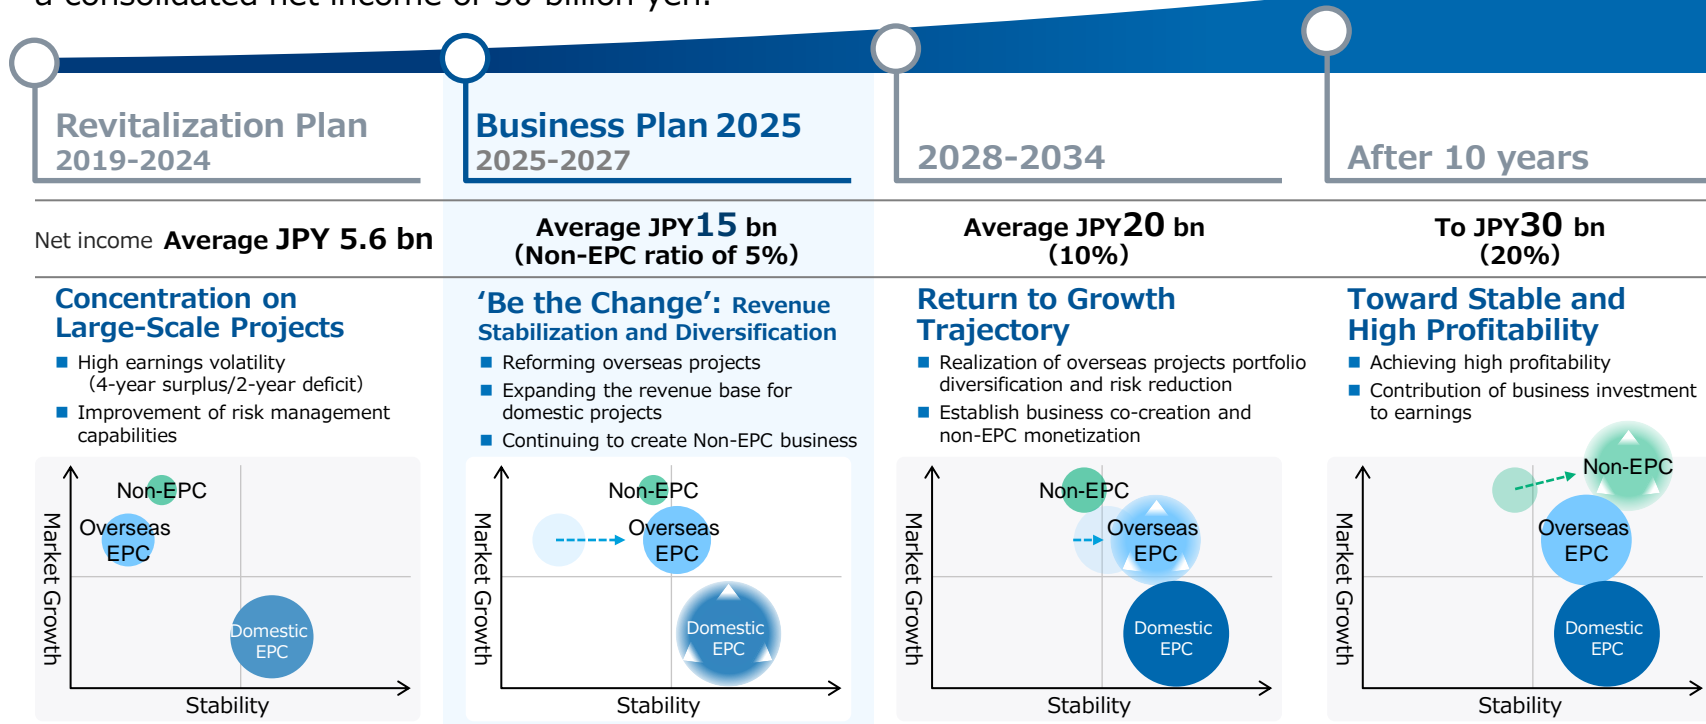 a consolidated net income of 30 billion yen.
Revitalization Plan
2019-2024
Business Plan 2025
2025-2027
2028-2034
After 10 years
Net income Average JPY 5.6 bn
Average JPY15 bn
(Non-EPC ratio of 5%)
Average JPY20 bn
(10%)
To JPY30 bn
(20%)
Concentration on
Large-Scale Projects
■ High earnings volatility
(4-year surplus/2-year deficit)
■ Improvement of risk management
capabilities
‘Be the Change’: Revenue
Stabilization and Diversification
■ Reforming overseas projects
■ Expanding the revenue base for
domestic projects
■ Continuing to create Non-EPC business
Return to Growth
Trajectory
■ Realization of overseas projects portfolio
diversification and risk reduction
■ Establish business co-creation and
non-EPC monetization
Toward Stable and
High Profitability
■ Achieving high profitability
■ Contribution of business investment
to earnings
Market Growth
Non-EPC
Overseas
EPC
Domestic
EPC
Stability
Market Growth
Non-EPC
Overseas
EPC
Domestic
EPC
Stability
Market Growth
Non-EPC
Overseas
EPC
Domestic
EPC
Stability
Market Growth
Non-EPC
Overseas
EPC
Domestic
EPC
Stability